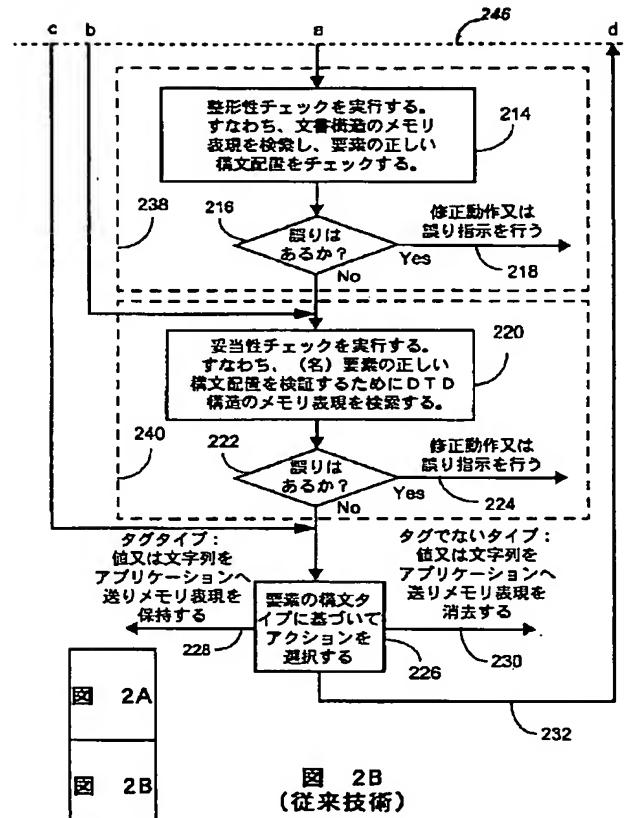 246
c
b
a
d
整形性チェックを実行する。
すなわち、文書構造のメモリ
表現を検索し、要素の正しい
構文配置をチェックする。
214
238
216
誤りは
あるか？
修正動作又は
誤り指示を行う
Yes
218
No
妥当性チェックを実行する。
すなわち、（名）要素の正しい
構文配置を検証するためにＤＴＤ
構造のメモリ表現を検索する。
220
240
222
誤りは
あるか？
修正動作又は
誤り指示を行う
Yes
224
No
タグタイプ：
値又は文字列を
アプリケーションへ
送りメモリ表現を
保持する
228
要素の構文タ
イプに基づいて
アクションを
選択する
226
タグでないタイプ：
値又は文字列を
アプリケーションへ
送りメモリ表現を
消去する
230
232
図 2A
図 2B
図 2B
（従来技術）